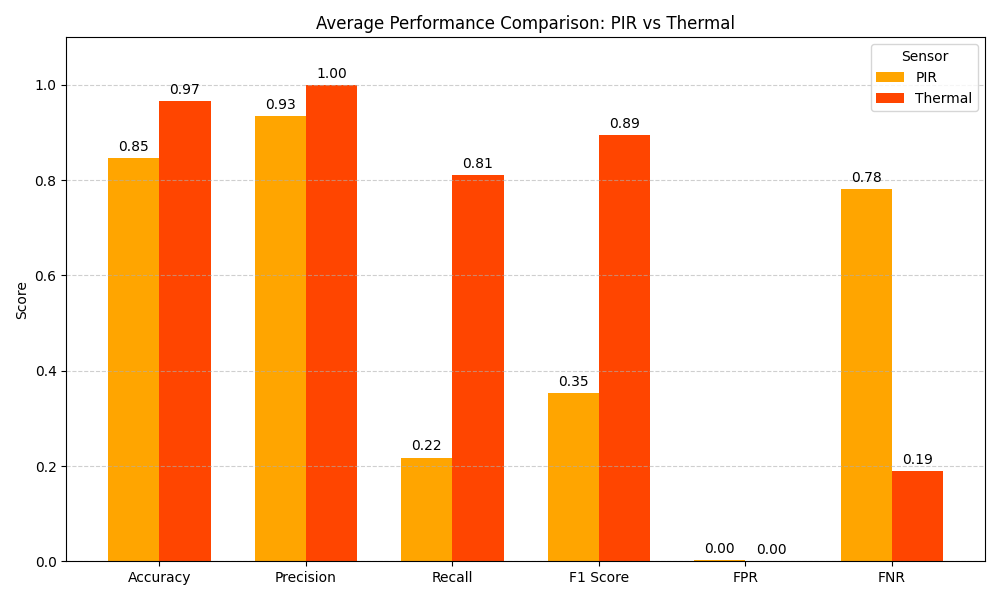 Average Performance Comparison: PIR vs Thermal
Sensor
PIR
Thermal
Score
1.0
0.8
0.6
0.4
0.2
0.0
0.85
0.97
0.93
1.00
0.22
0.81
0.35
0.89
0.00
0.00
0.78
0.19
Accuracy
Precision
Recall
F1 Score
FPR
FNR